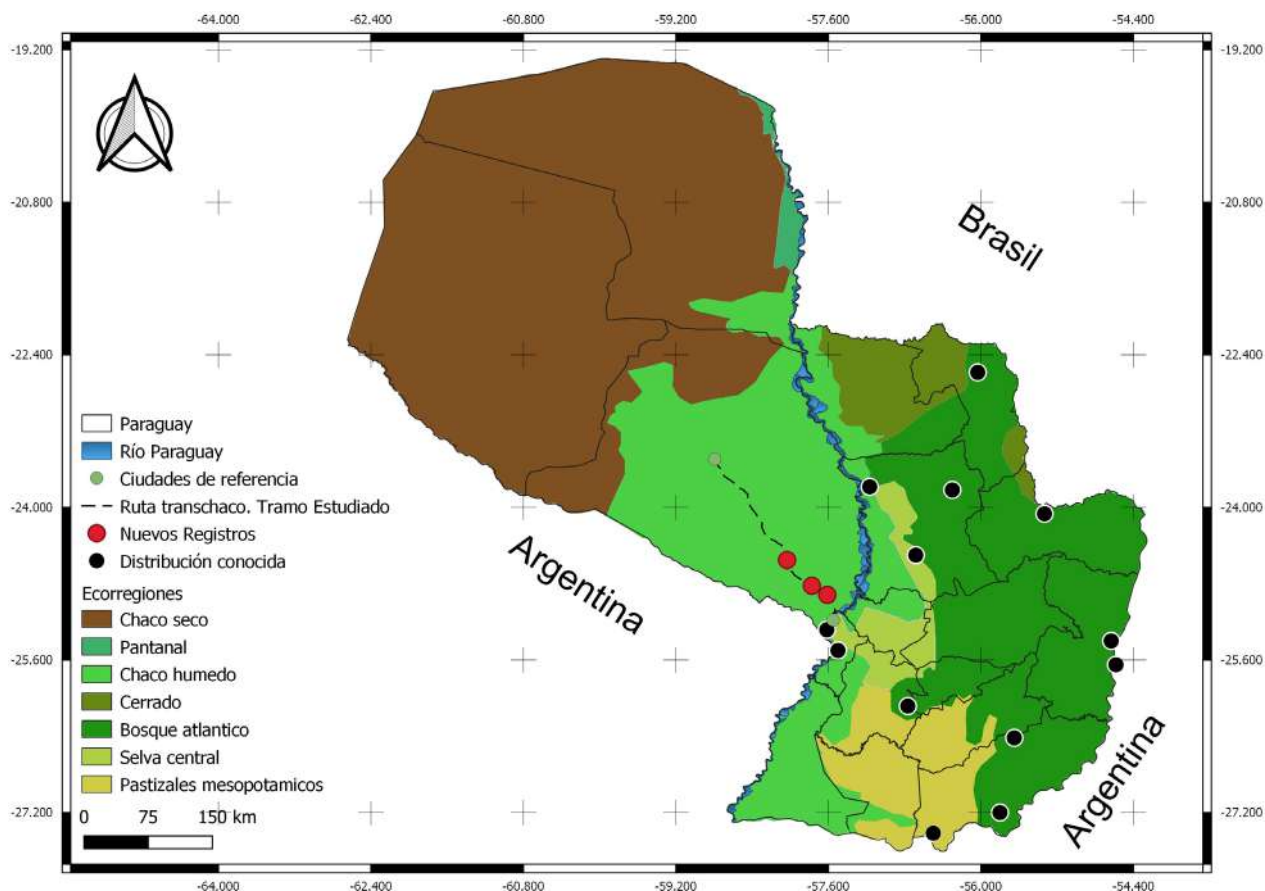 -64.000 -62.400 -60.800 -59.200 -57.600 -56.000 -54.400
-19.200 -19.200
Brasil
-20.800 -20.800
-22.400 -22.400
Paraguay
Río Paraguay
Ciudades de referencia
Ruta transchaco. Tramo Estudiado
-24.000 -24.000
Nuevos Registros
Distribución conocida
Argentina
Ecorregiones
Chaco seco
Pantanal
-25.600 -25.600
Chaco humedo
Cerrado
Bosque atlantico
Selva central
Pastizales mesopotamicos
Argentina
-27.200 -27.200
0 75 150 km
-64.000 -62.400 -60.800 -59.200 -57.600 -56.000 -54.400